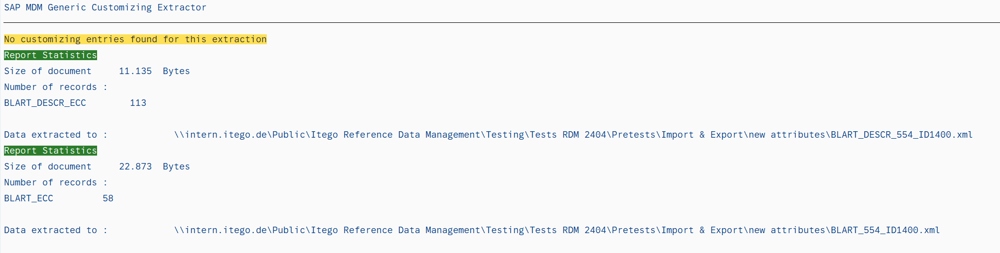 SAP MDM Generic Customizing Extractor
No customizing entries found for this extraction
Report Statistics
Size of document     11.135  Bytes
Number of records :
BLART_DESCR_ECC        113
Data extracted to :            \\intern.itego.de\Public\Itego Reference Data Management\Testing\Tests RDM 2404\Pretests\Import & Export\new attributes\BLART_DESCR_554_ID1400.xml
Report Statistics
Size of document     22.873  Bytes
Number of records :
BLART_ECC         58
Data extracted to :            \\intern.itego.de\Public\Itego Reference Data Management\Testing\Tests RDM 2404\Pretests\Import & Export\new attributes\BLART_554_ID1400.xml